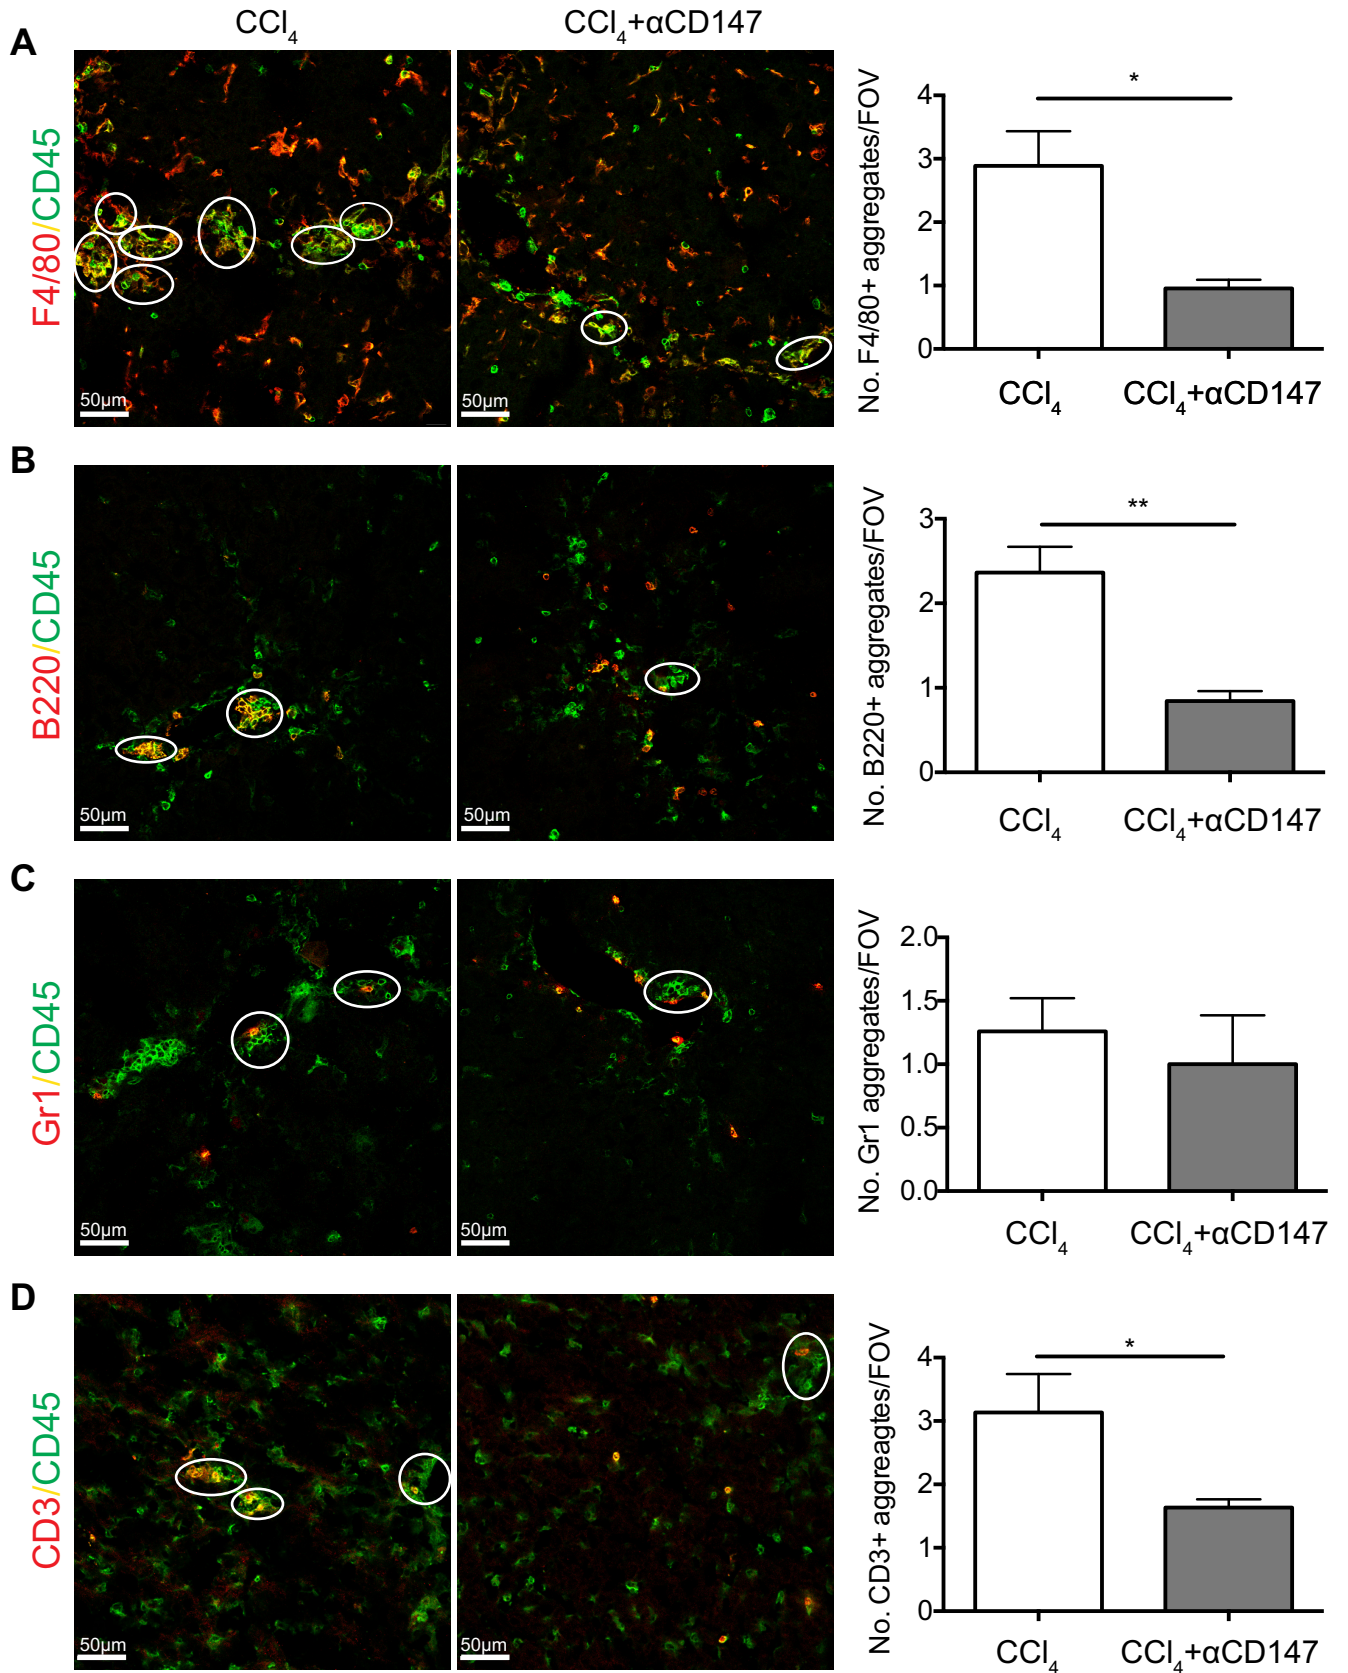 CCl4
CCl4+αCD147
A
F4/80/CD45
50µm
50µm
No. F4/80+ aggregates/FOV
4
3
2
1
0
*
CCl4
CCl4+αCD147
B
B220/CD45
50µm
50µm
No. B220+ aggregates/FOV
3
2
1
0
**
CCl4
CCl4+αCD147
C
Gr1/CD45
50µm
50µm
No. Gr1 aggregates/FOV
2.0
1.5
1.0
0.5
0.0
CCl4
CCl4+αCD147
D
CD3/CD45
50µm
50µm
No. CD3+ aggreagtes/FOV
4
3
2
1
0
*
CCl4
CCl4+αCD147